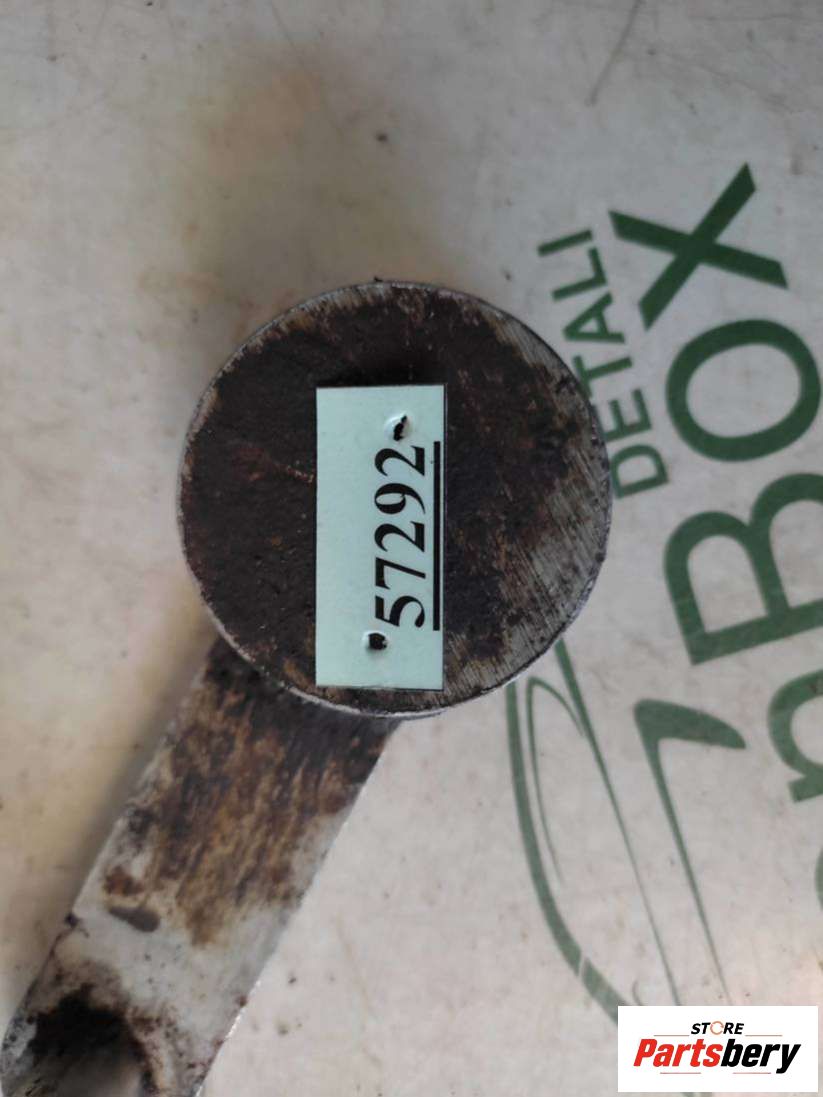 57292
DETALI
BOX
STORE
Partsbery